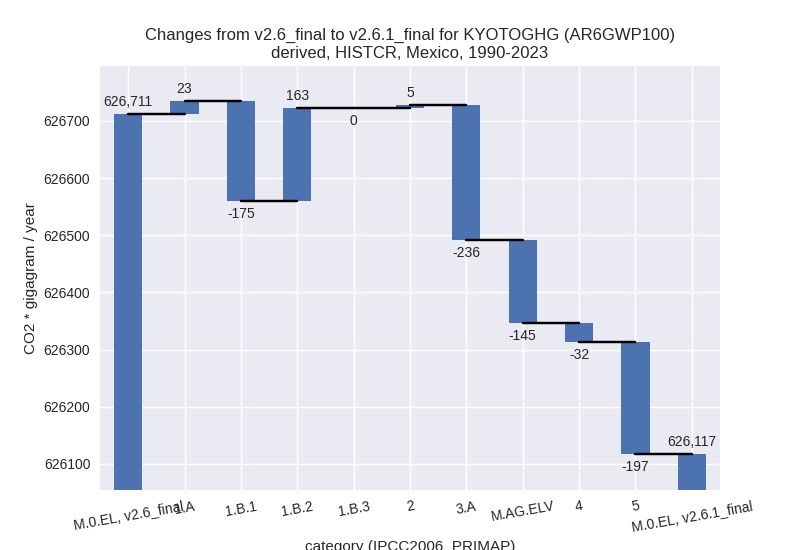 Changes from v2.6_final to v2.6.1_final for KYOTOGHG (AR6GWP100)
derived, HISTCR, Mexico, 1990-2023
626,711
23
-175
163
0
5
-236
-145
-32
-197
626,117
626700
626600
626500
626400
626300
626200
626100
CO2 * gigagram / year
M.0.EL, v2.6_final
1.A
1.B.1
1.B.2
1.B.3
2
3.A
M.AG.ELV
4
5
M.0.EL, v2.6.1_final
category (IPCC2006_PRIMAP)